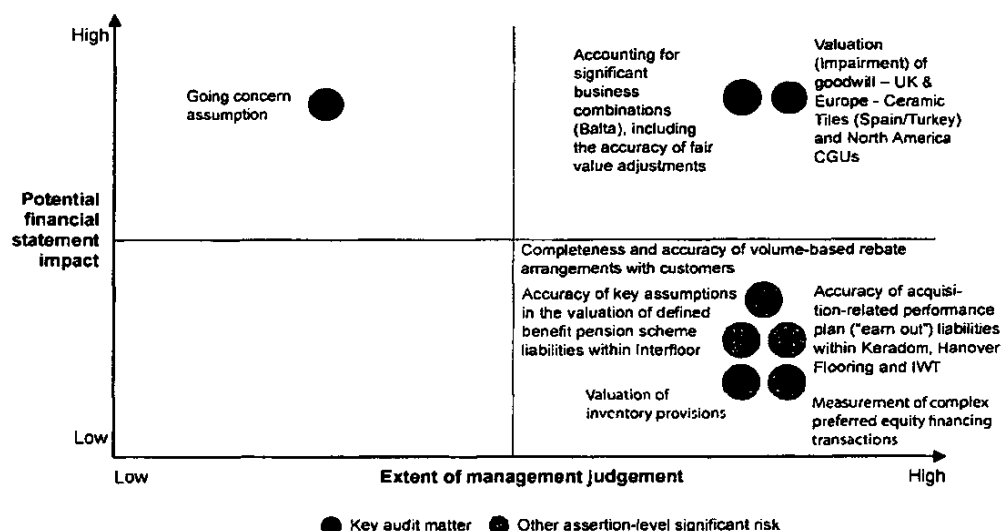 High
Going concern
assumption
Accounting for
significant
business
combinations
(Balta), including
the accuracy of fair
value adjustments
Valuation
(Impairment) of
goodwill – UK &
Europe - Ceramic
Tiles (Spain/Turkey)
and North America
CGUs
Potential
financial
statement
impact
Completeness and accuracy of volume-based rebate
arrangements with customers
Accuracy of key assumptions
in the valuation of defined
benefit pension scheme
liabilities within Interfloor
Accuracy of acquisi-
tion-related performance
plan ("earn out") liabilities
within Keradom, Hanover
Flooring and IWT
Valuation of
inventory provisions
Measurement of complex
preferred equity financing
transactions
Low
Low
Extent of management judgement
High
Key audit matter
Other assertion-level significant risk